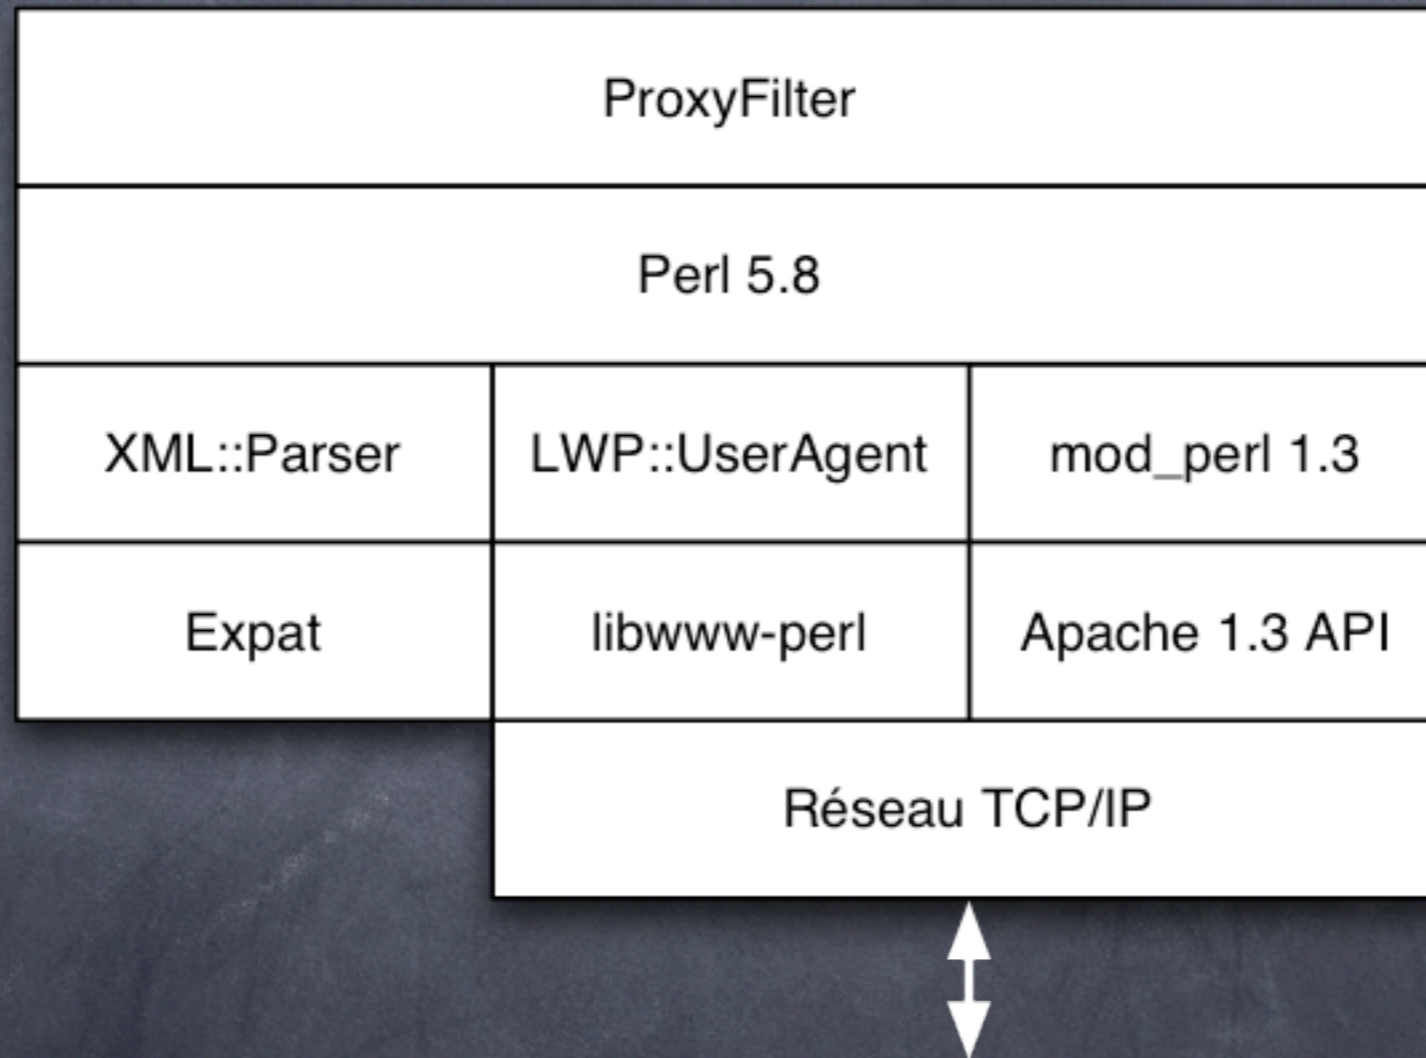 ProxyFilter
Perl 5.8
XML::Parser
LWP::UserAgent
mod_perl 1.3
Expat
libwww-perl
Apache 1.3 API
Réseau TCP/IP